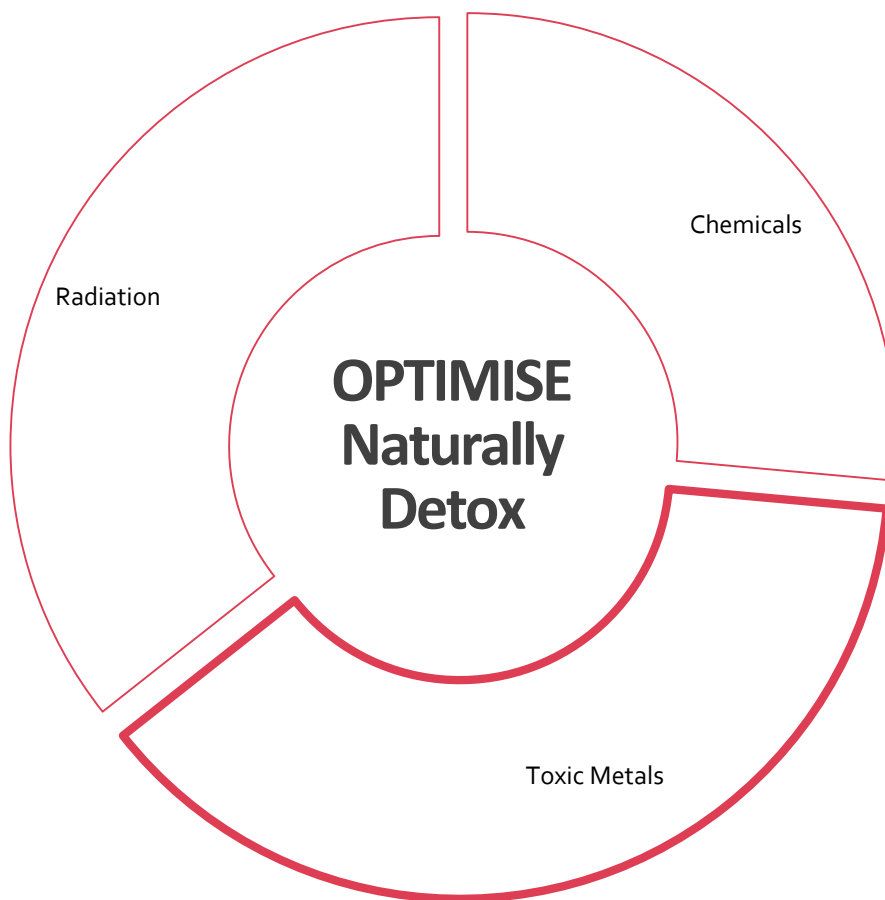 Chemicals
Radiation
OPTIMISE
Naturally
Detox
Toxic Metals